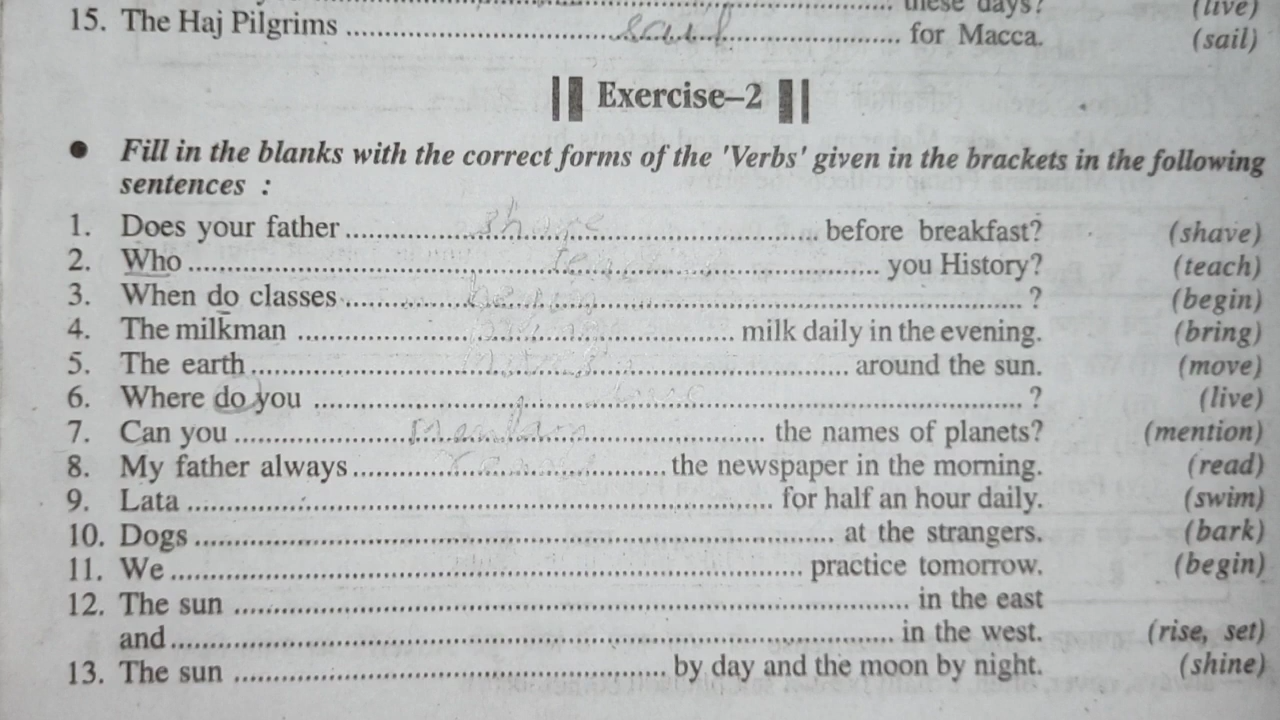 these days? (live)
15. The Haj Pilgrims ........ for Macca. (sail)
Exercise–2
● Fill in the blanks with the correct forms of the 'Verbs' given in the brackets in the following
sentences :
1. Does your father ........ shave ........ before breakfast? (shave)
2. Who ........ you History? (teach)
3. When do classes ........ ? (begin)
4. The milkman ........ milk daily in the evening. (bring)
5. The earth ........ around the sun. (move)
6. Where do you ........ ? (live)
7. Can you ........ the names of planets? (mention)
8. My father always ........ the newspaper in the morning. (read)
9. Lata ........ for half an hour daily. (swim)
10. Dogs ........ at the strangers. (bark)
11. We ........ practice tomorrow. (begin)
12. The sun ........ in the east
and ........ in the west. (rise, set)
13. The sun ........ by day and the moon by night. (shine)